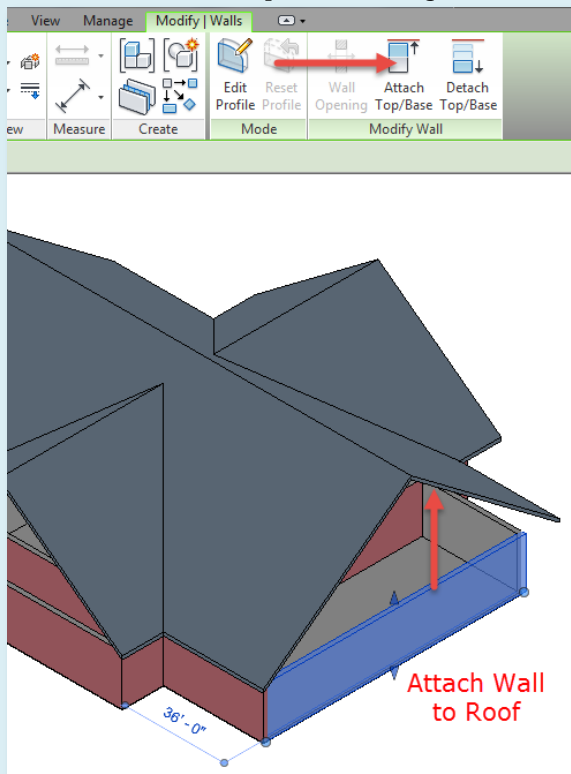 View Manage Modify | Walls
Edit Profile
Reset Profile
Wall Opening
Attach Top/Base
Detach Top/Base
ew Measure Create Mode Modify Wall
36' - 0"
Attach Wall
to Roof